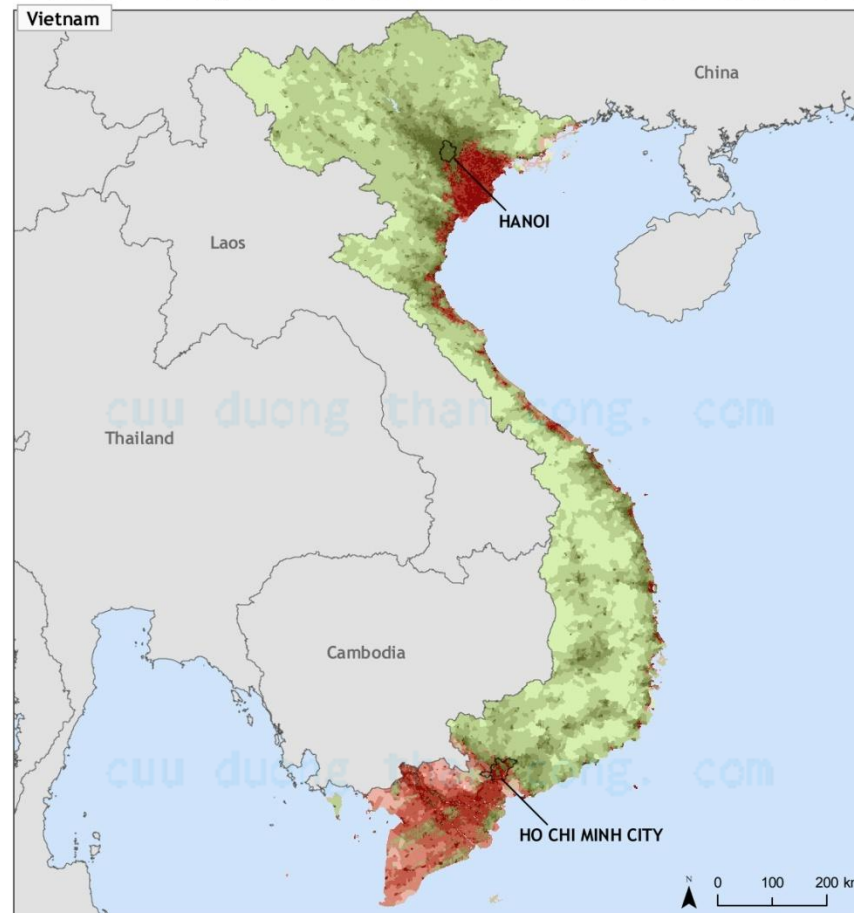 Vietnam
China
HANOI
Laos
cuu duong than cong. com
Thailand
Cambodia
cuu duong than cong. com
HO CHI MINH CITY
N
0 100 200 km